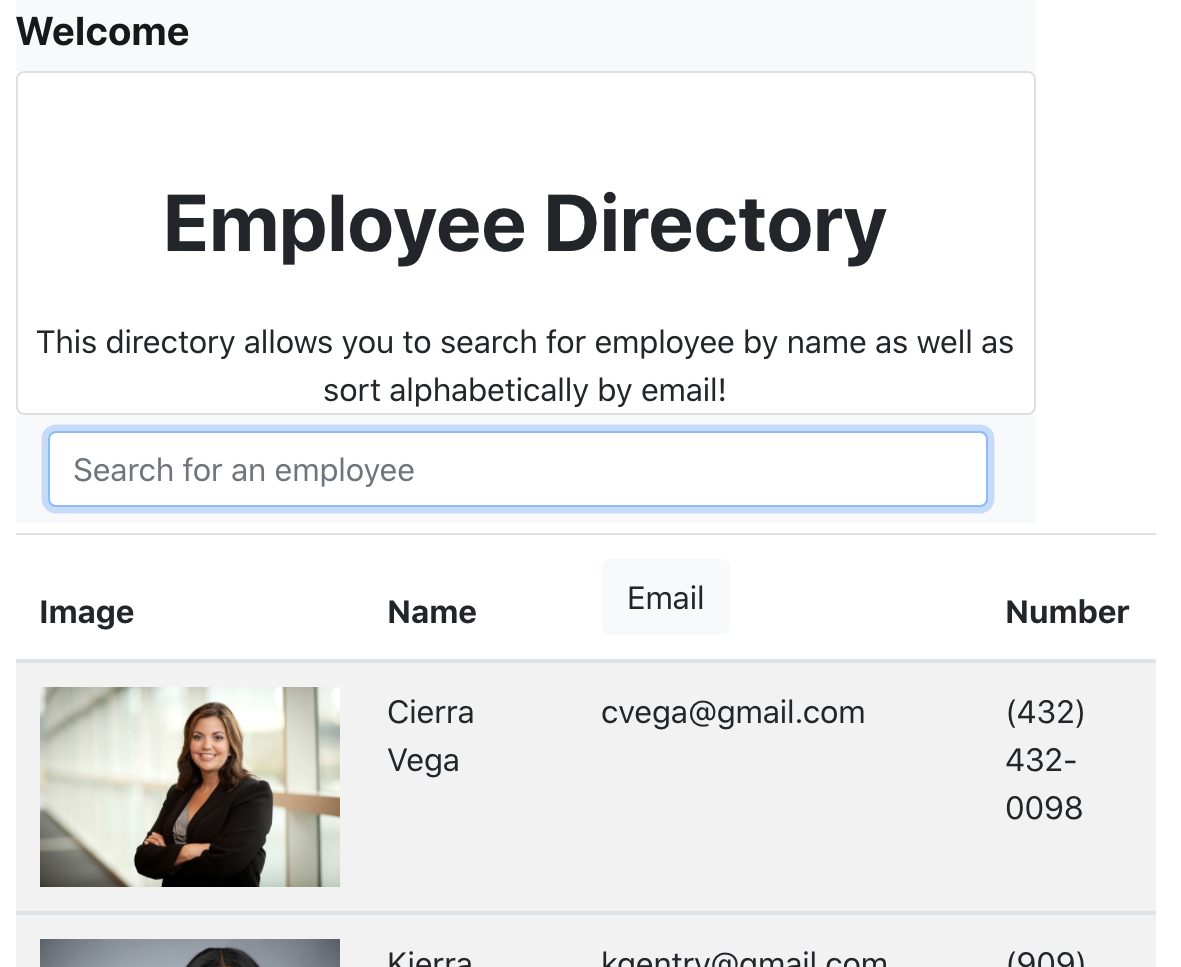 Welcome
Employee Directory
This directory allows you to search for employee by name as well as
sort alphabetically by email!
Search for an employee
Image Name Email Number
Cierra cvega@gmail.com (432)
Vega 432-
0098
Kierra kgentry@gmail.com (909)